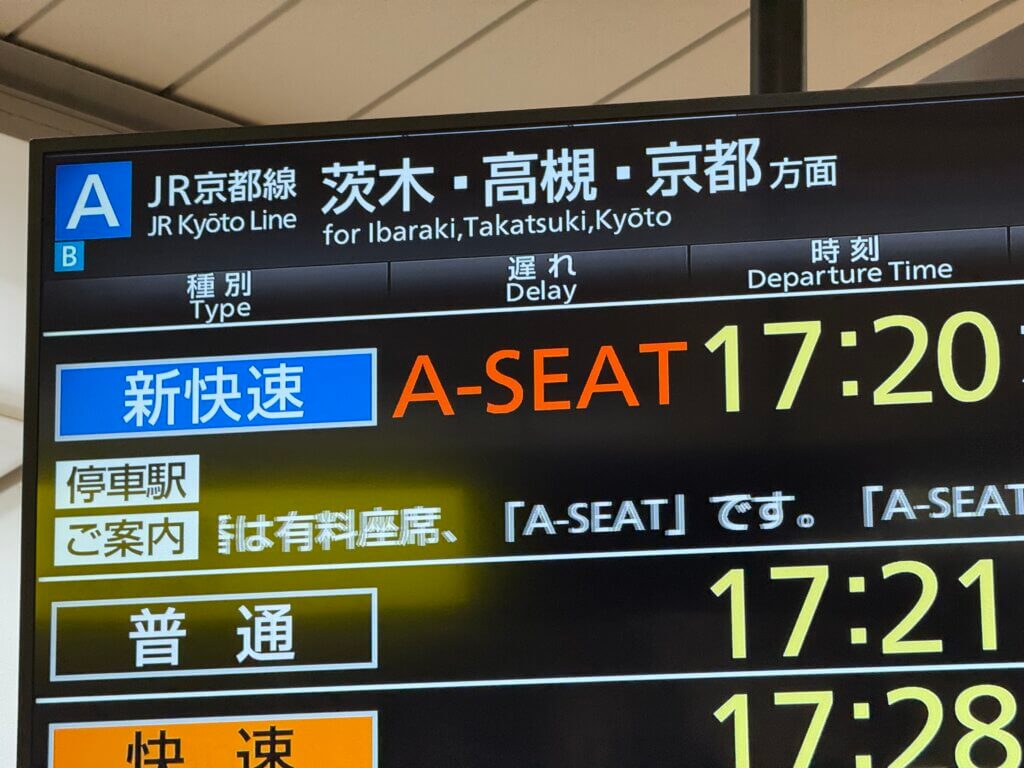 A JR京都線 茨木・高槻・京都方面
JR Kyōto Line for Ibaraki,Takatsuki,Kyōto
B
種別 遅れ 時刻
Type Delay Departure Time
新快速 A-SEAT 17:20
停車駅
ご案内 は有料座席、「A-SEAT」です。「A-SEAT
普通 17:21
快速 17:28